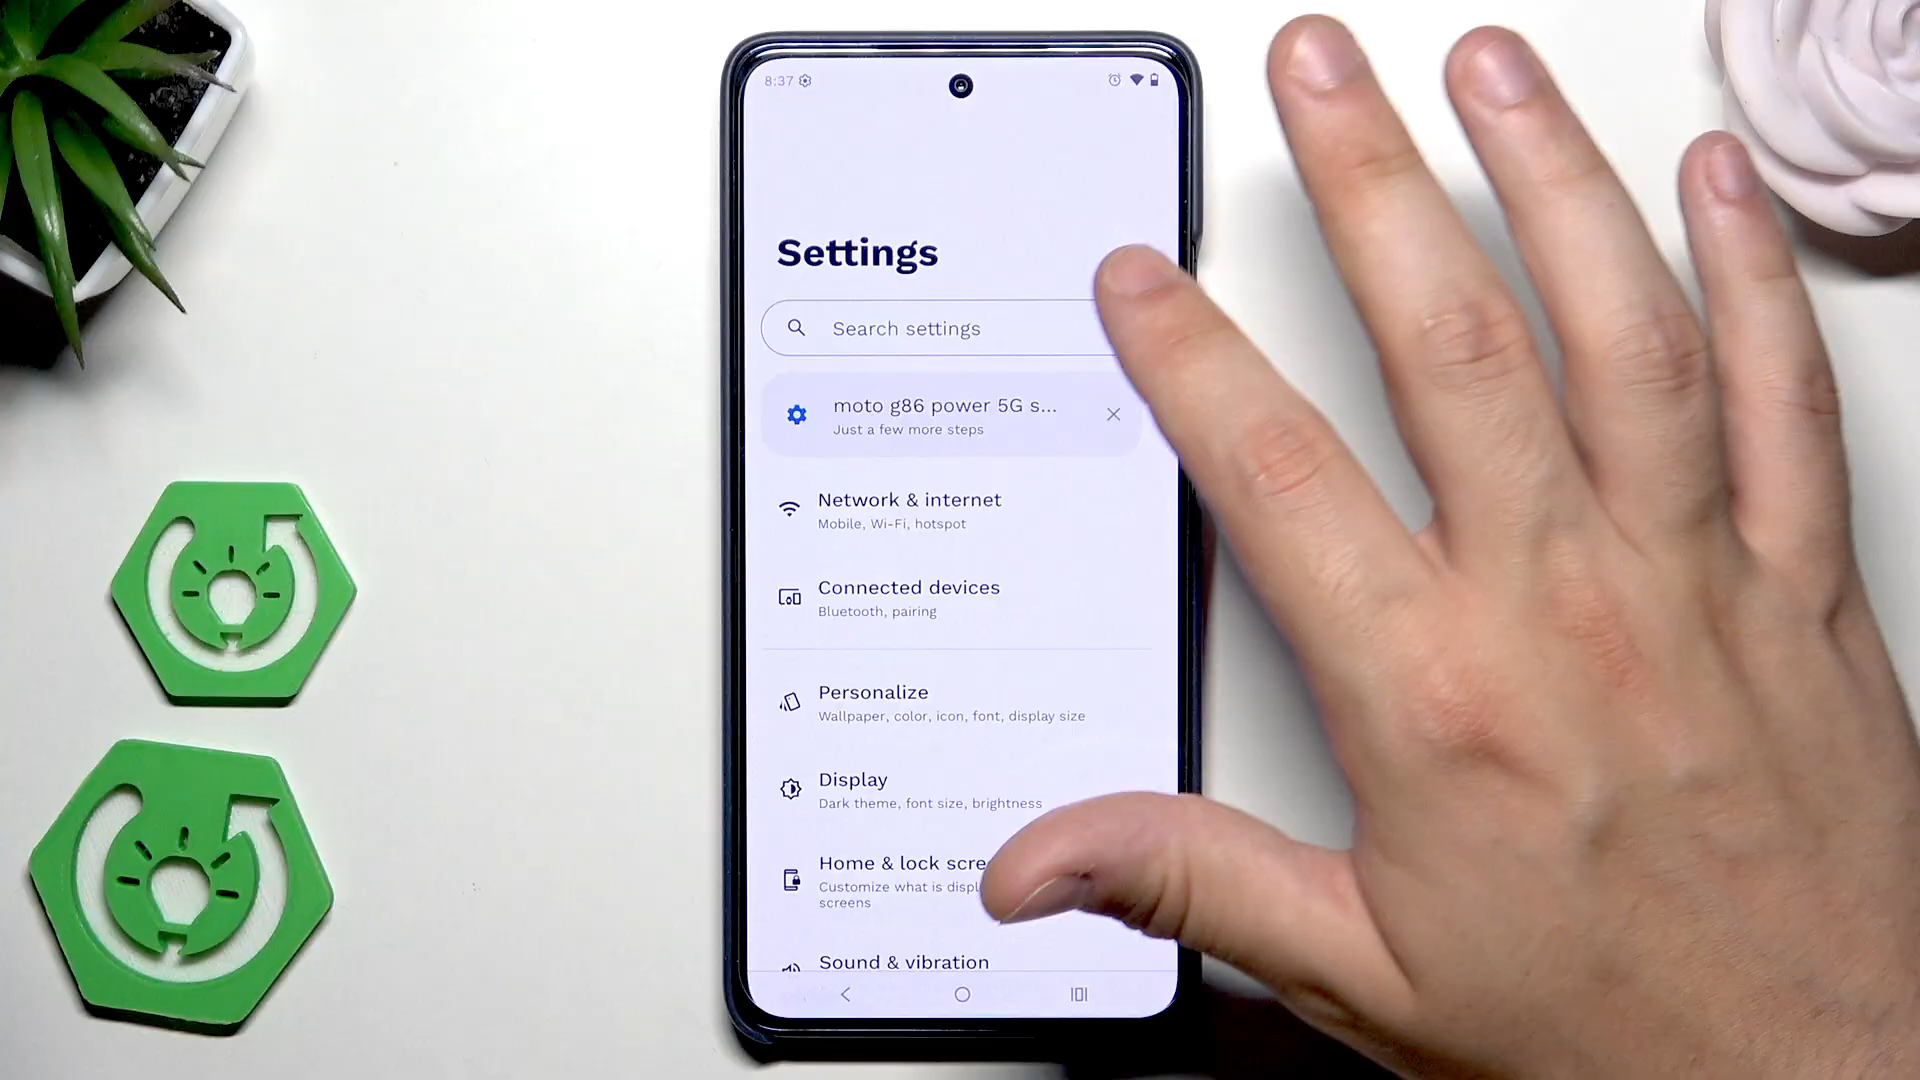 8:37
Settings
Search settings
moto g86 power 5G s...
Just a few more steps
Network & internet
Mobile, Wi-Fi, hotspot
Connected devices
Bluetooth, pairing
Personalize
Wallpaper, color, icon, font, display size
Display
Dark theme, font size, brightness
Home & lock scre
Customize what is displ
screens
Sound & vibration